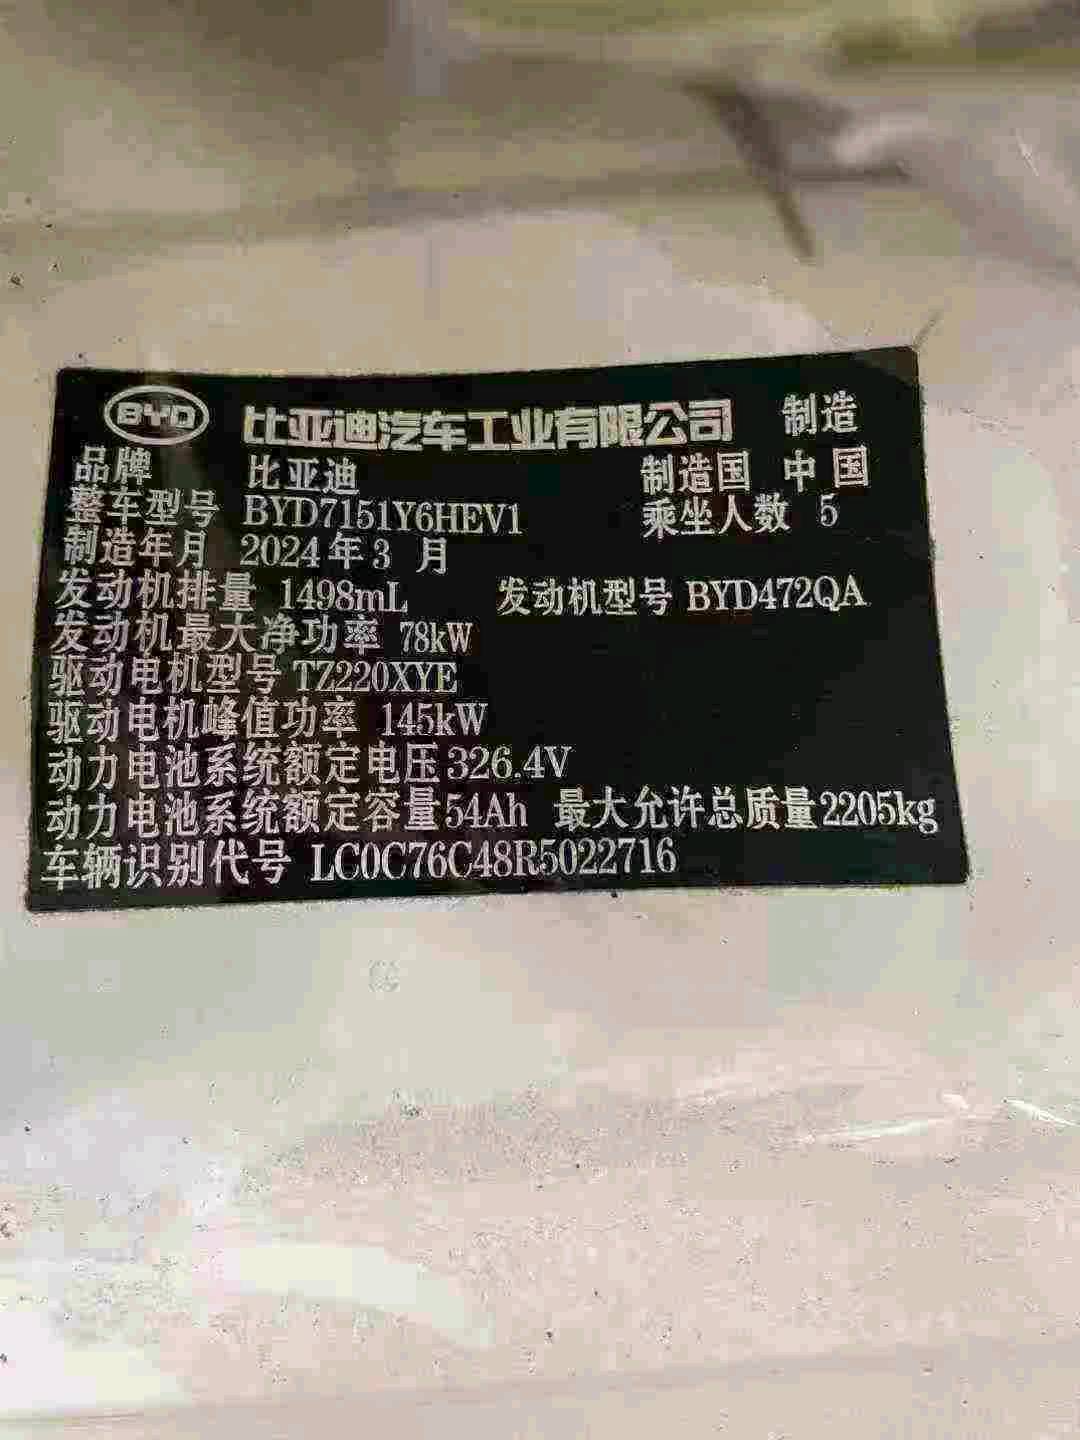 BYD 比亚迪汽车工业有限公司 制造
品牌 比亚迪 制造国 中国
整车型号 BYD7151Y6HEV1 乘坐人数 5
制造年月 2024年3月
发动机排量 1498mL 发动机型号 BYD472QA
发动机最大净功率 78kW
驱动电机型号 TZ220XYE
驱动电机峰值功率 145kW
动力电池系统额定电压 326.4V
动力电池系统额定容量 54Ah 最大允许总质量 2205kg
车辆识别代号 LC0C76C48R5022716